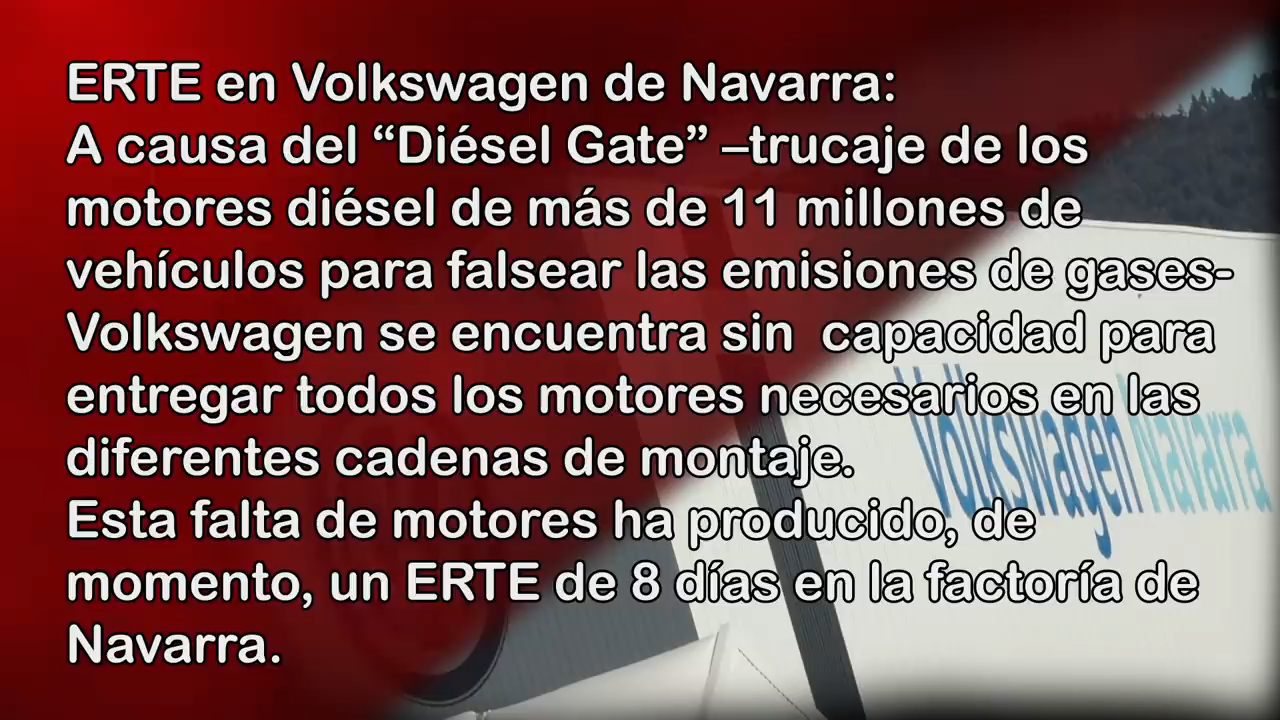 ERTE en Volkswagen de Navarra:
A causa del “Diésel Gate” –trucaje de los
motores diésel de más de 11 millones de
vehículos para falsear las emisiones de gases-
Volkswagen se encuentra sin  capacidad para
entregar todos los motores necesarios en las
diferentes cadenas de montaje.
Esta falta de motores ha producido, de
momento, un ERTE de 8 días en la factoría de
Navarra.
Volkswagen Navarra